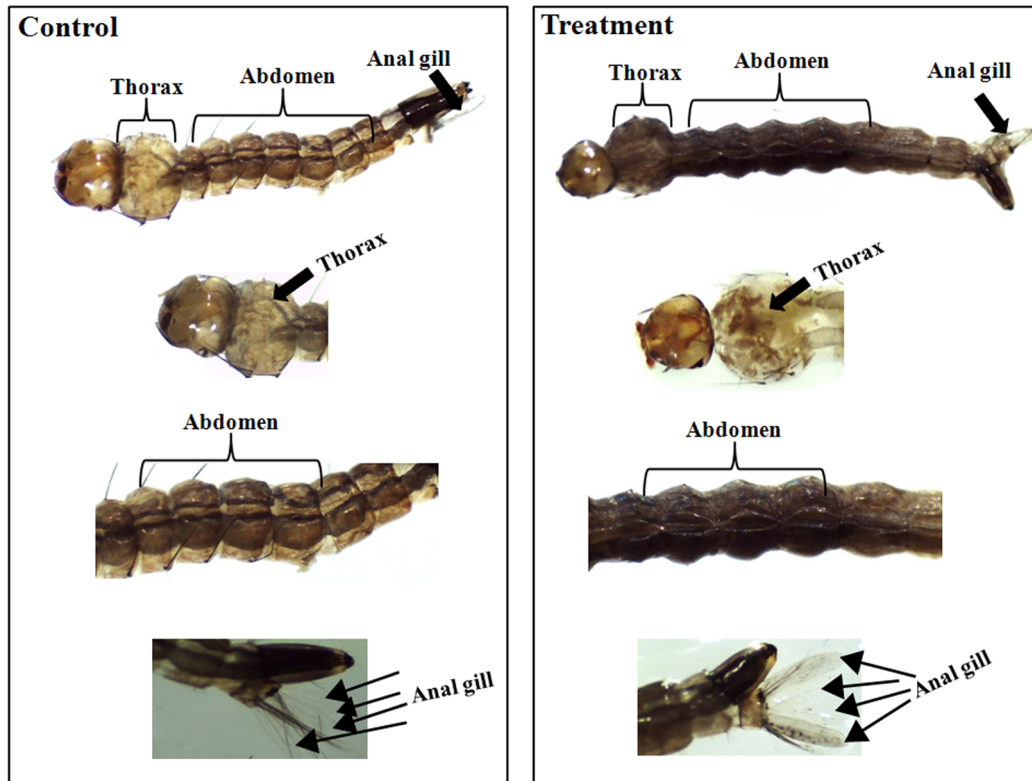 Control
Anal gill
Thorax
Abdomen
Thorax
Abdomen
Anal gill
Treatment
Thorax
Abdomen
Anal gill
Thorax
Abdomen
Anal gill